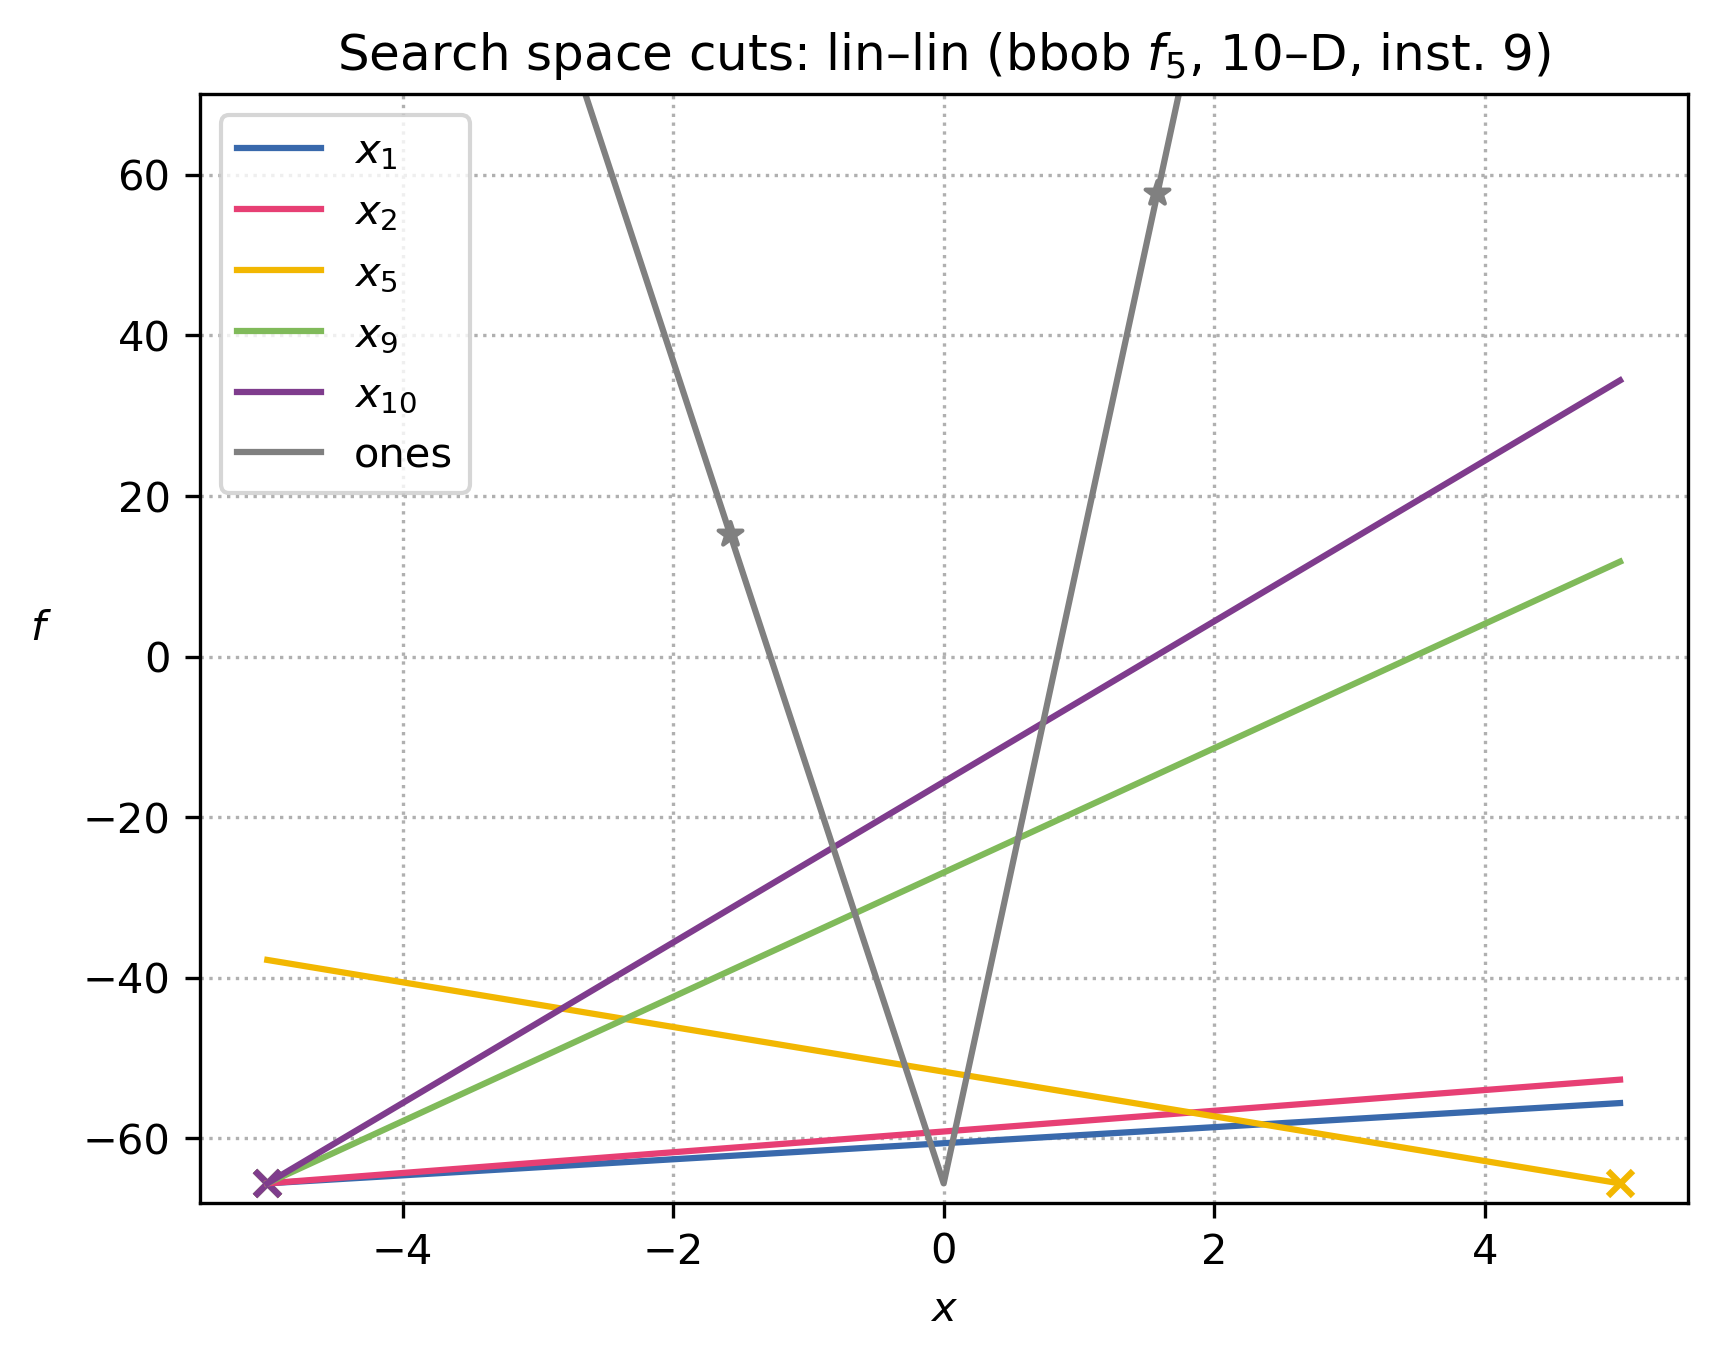 Search space cuts: lin–lin (bbob f₅, 10–D, inst. 9)
x₁
x₂
x₅
x₉
x₁₀
ones
60
40
20
0
−20
−40
−60
f
−4 −2 0 2 4
x